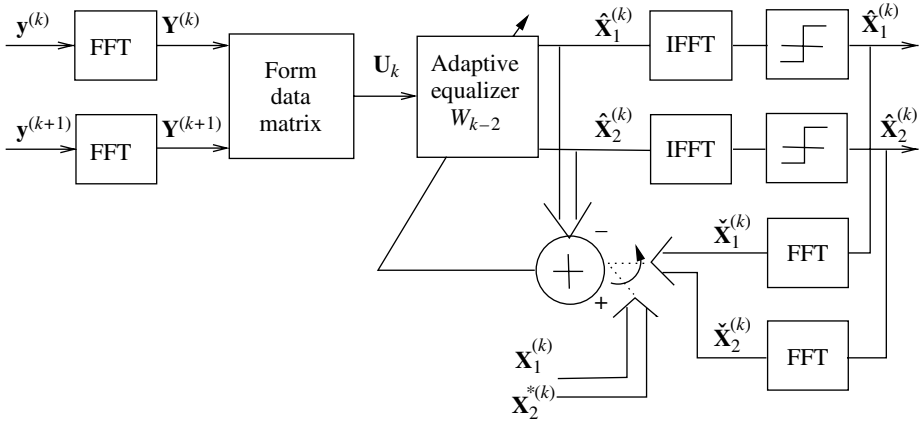 y^(k)
FFT
Y^(k)
y^(k+1)
FFT
Y^(k+1)
Form
data
matrix
U_k
Adaptive
equalizer
W_{k−2}
X̂_1^(k)
IFFT
X̂_1^(k)
X̂_2^(k)
IFFT
X̂_2^(k)
−
+
+
X̌_1^(k)
FFT
X̌_2^(k)
FFT
X_1^(k)
X_2^{*(k)}